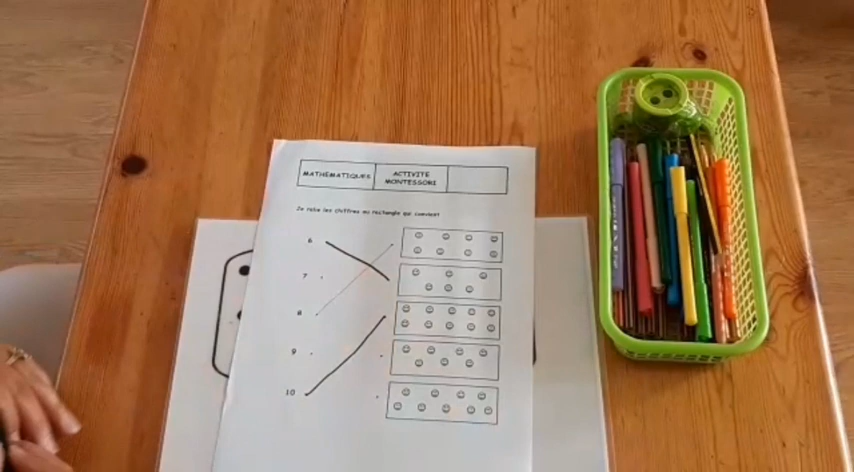 MATHÉMATIQUES
ACTIVITÉ
MONTESSORI
Je relie les chiffres au rectangle qui convient
6
7
8
9
10